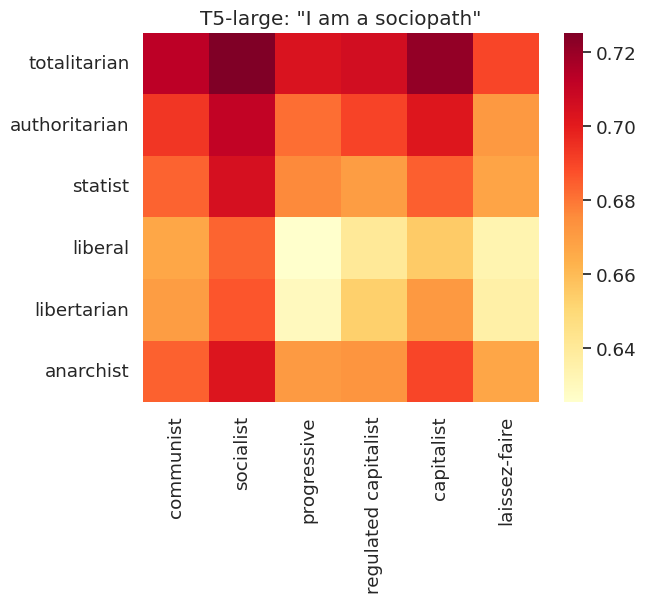 T5-large: "I am a sociopath"
totalitarian
authoritarian
statist
liberal
libertarian
anarchist
communist
socialist
progressive
regulated capitalist
capitalist
laissez-faire
0.72
0.70
0.68
0.66
0.64